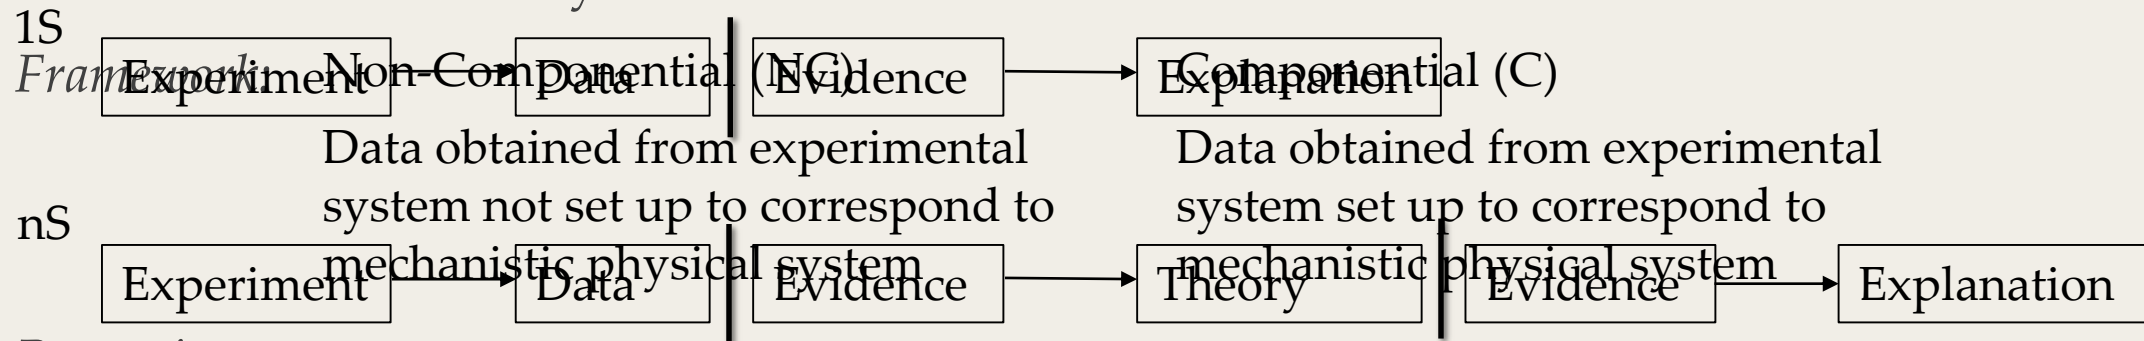 1S
Framework: Non-Componential (NC) Componential (C)
Experiment Data Evidence Explanation
Data obtained from experimental Data obtained from experimental
system not set up to correspond to system set up to correspond to
nS
mechanistic physical system mechanistic physical system
Experiment Data Evidence Theory Evidence Explanation